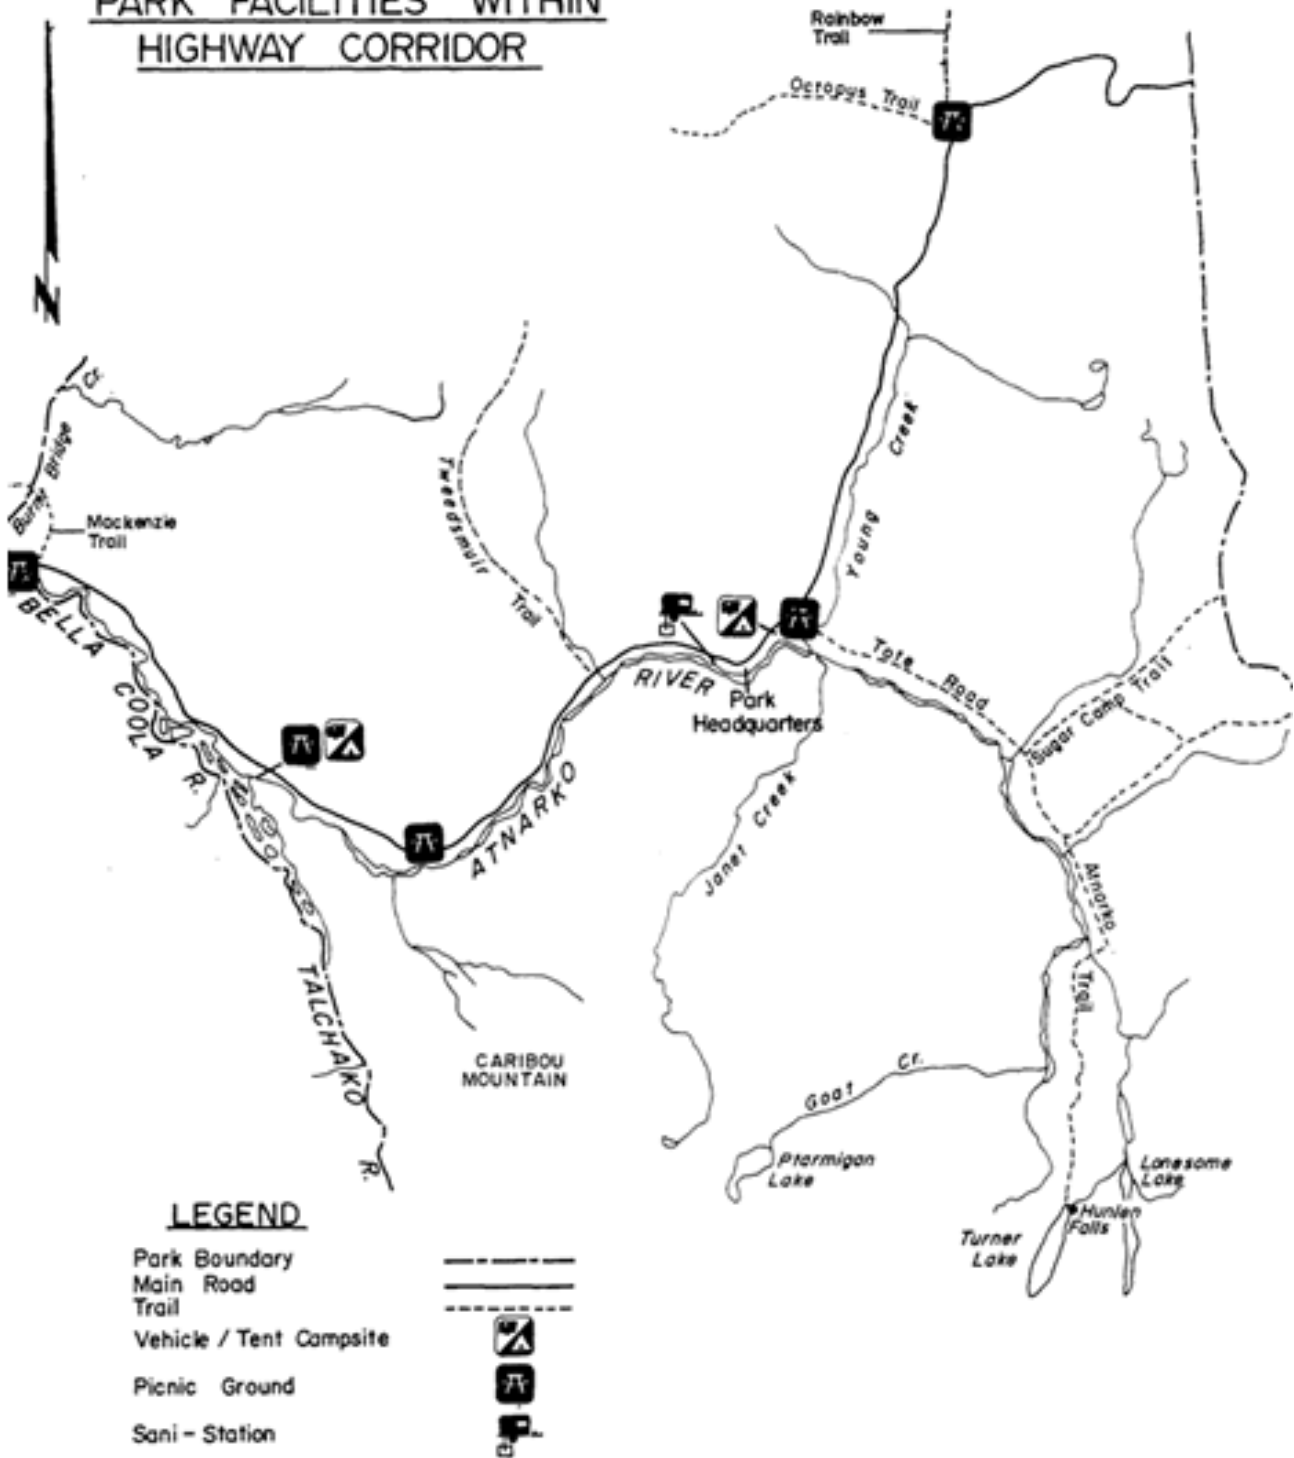 PARK FACILITIES WITHIN
HIGHWAY CORRIDOR
Rainbow
Trail
Octopus Trail
N
Burnt Bridge
Cr.
Mackenzie
Trail
Tweedsmuir Trail
Young Creek
BELLA COOLA R.
RIVER
Park
Headquarters
Tote Road
Sugar Camp Trail
ATNARKO
Janet Creek
Atnarko Trail
TALCHAKO R.
CARIBOU
MOUNTAIN
Goat Cr.
Ptarmigan
Lake
Lonesome
Lake
Hunlen
Falls
Turner
Lake
LEGEND
Park Boundary
Main Road
Trail
Vehicle / Tent Campsite
Picnic Ground
Sani - Station